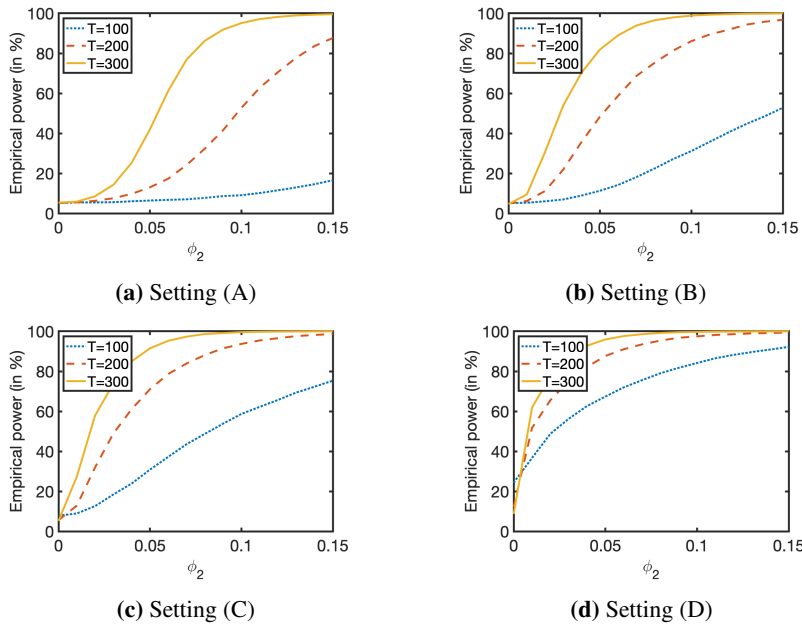 Empirical power (in %)
100
80
60
40
20
0
T=100
T=200
T=300
0
0.05
0.1
0.15
ϕ2
(a) Setting (A)
Empirical power (in %)
100
80
60
40
20
0
T=100
T=200
T=300
0
0.05
0.1
0.15
ϕ2
(b) Setting (B)
Empirical power (in %)
100
80
60
40
20
0
T=100
T=200
T=300
0
0.05
0.1
0.15
ϕ2
(c) Setting (C)
Empirical power (in %)
100
80
60
40
20
0
T=100
T=200
T=300
0
0.05
0.1
0.15
ϕ2
(d) Setting (D)